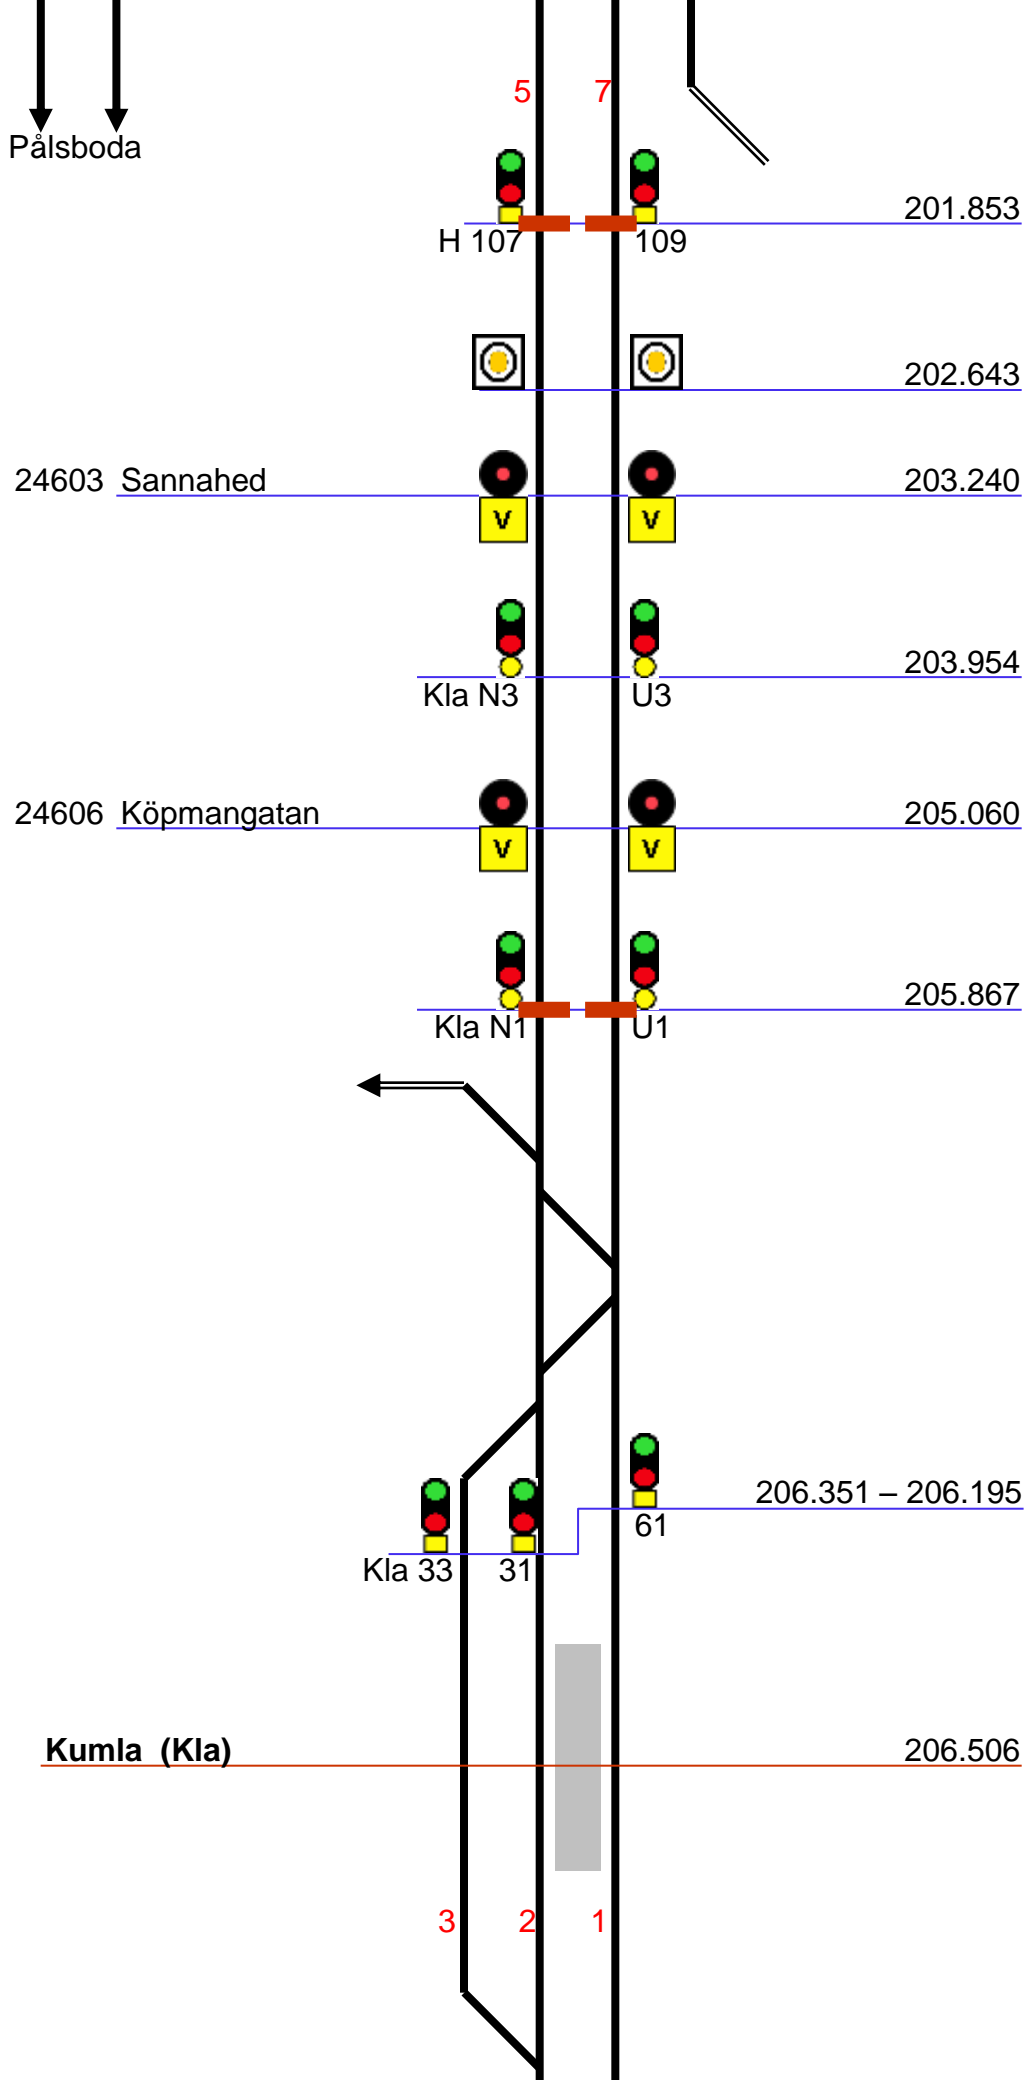 5 7
Pålsboda
201.853
H 107 109
202.643
24603 Sannahed 203.240
V V
203.954
Kla N3 U3
24606 Köpmangatan 205.060
V V
205.867
Kla N1 U1
206.351 – 206.195
61
Kla 33 31
Kumla (Kla) 206.506
3 2 1